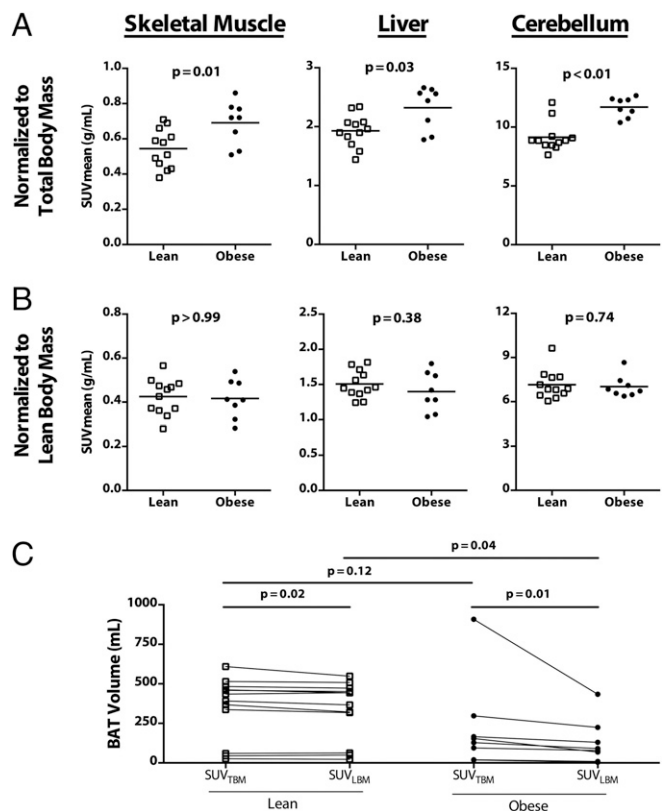 A
Skeletal Muscle
Liver
Cerebellum
Normalized to
Total Body Mass
SUVmean (g/mL)
1.0
0.8
0.6
0.4
0.2
0.0
p = 0.01
Lean
Obese
3
2
1
0
p = 0.03
Lean
Obese
15
10
5
0
p < 0.01
Lean
Obese
B
Normalized to
Lean Body Mass
SUVmean (g/mL)
0.8
0.6
0.4
0.2
0.0
p > 0.99
Lean
Obese
2.5
2.0
1.5
1.0
0.5
0.0
p = 0.38
Lean
Obese
12
9
6
3
0
p = 0.74
Lean
Obese
C
p = 0.04
p = 0.12
p = 0.02
p = 0.01
BAT Volume (mL)
1000
750
500
250
0
SUVTBM
SUVLBM
SUVTBM
SUVLBM
Lean
Obese